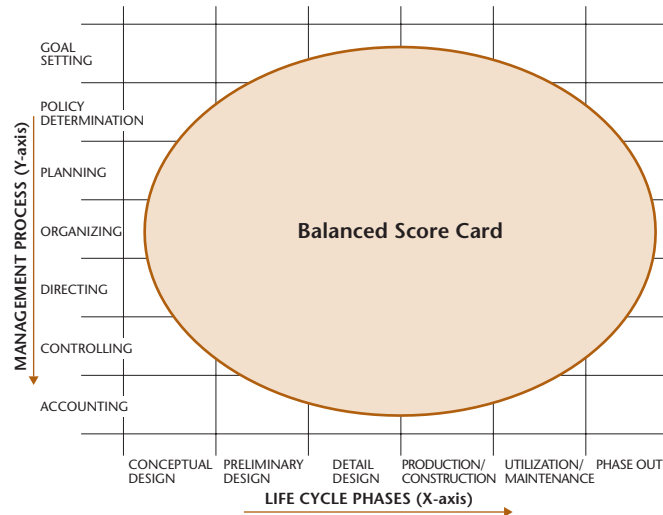 GOAL
SETTING
POLICY
DETERMINATION
PLANNING
ORGANIZING
DIRECTING
CONTROLLING
ACCOUNTING
MANAGEMENT PROCESS (Y-axis)
Balanced Score Card
CONCEPTUAL
DESIGN
PRELIMINARY
DESIGN
DETAIL
DESIGN
PRODUCTION/
CONSTRUCTION
UTILIZATION/
MAINTENANCE
PHASE OUT
LIFE CYCLE PHASES (X-axis)